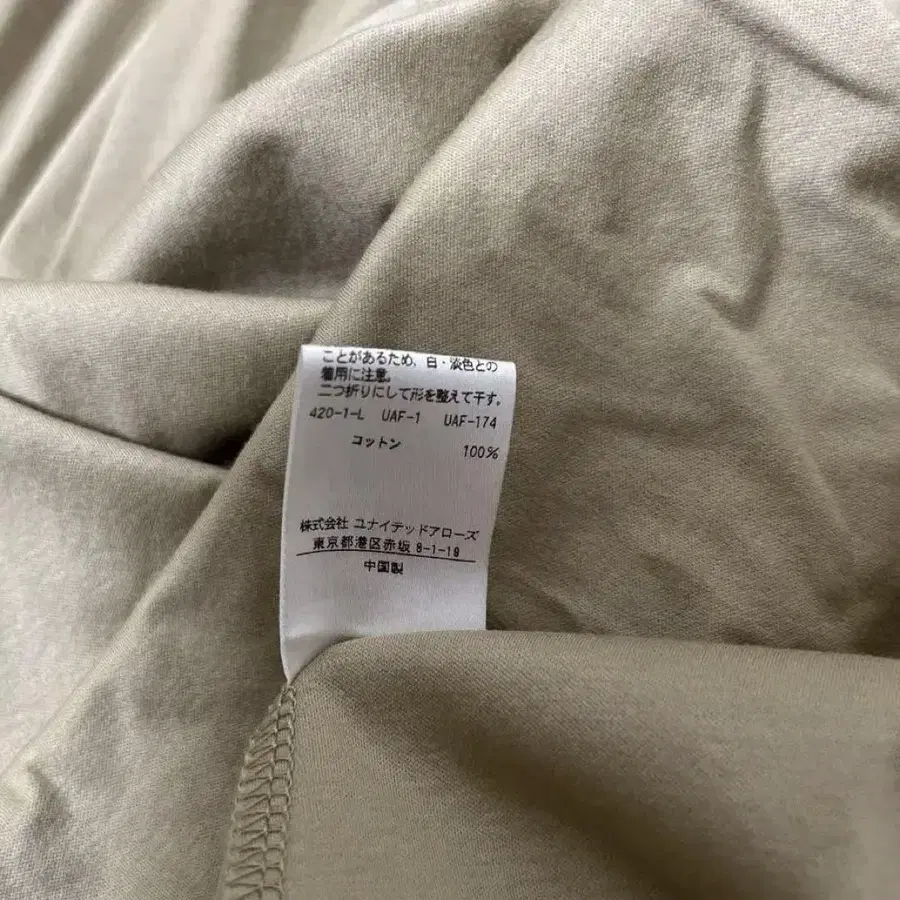 ことがあるため、白・淡色との
着用に注意。
二つ折りにして形を整えて干す。
420-1-L UAF-1 UAF-174
コットン 100%
株式会社 ユナイテッドアローズ
東京都港区赤坂 8-1-19
中国製